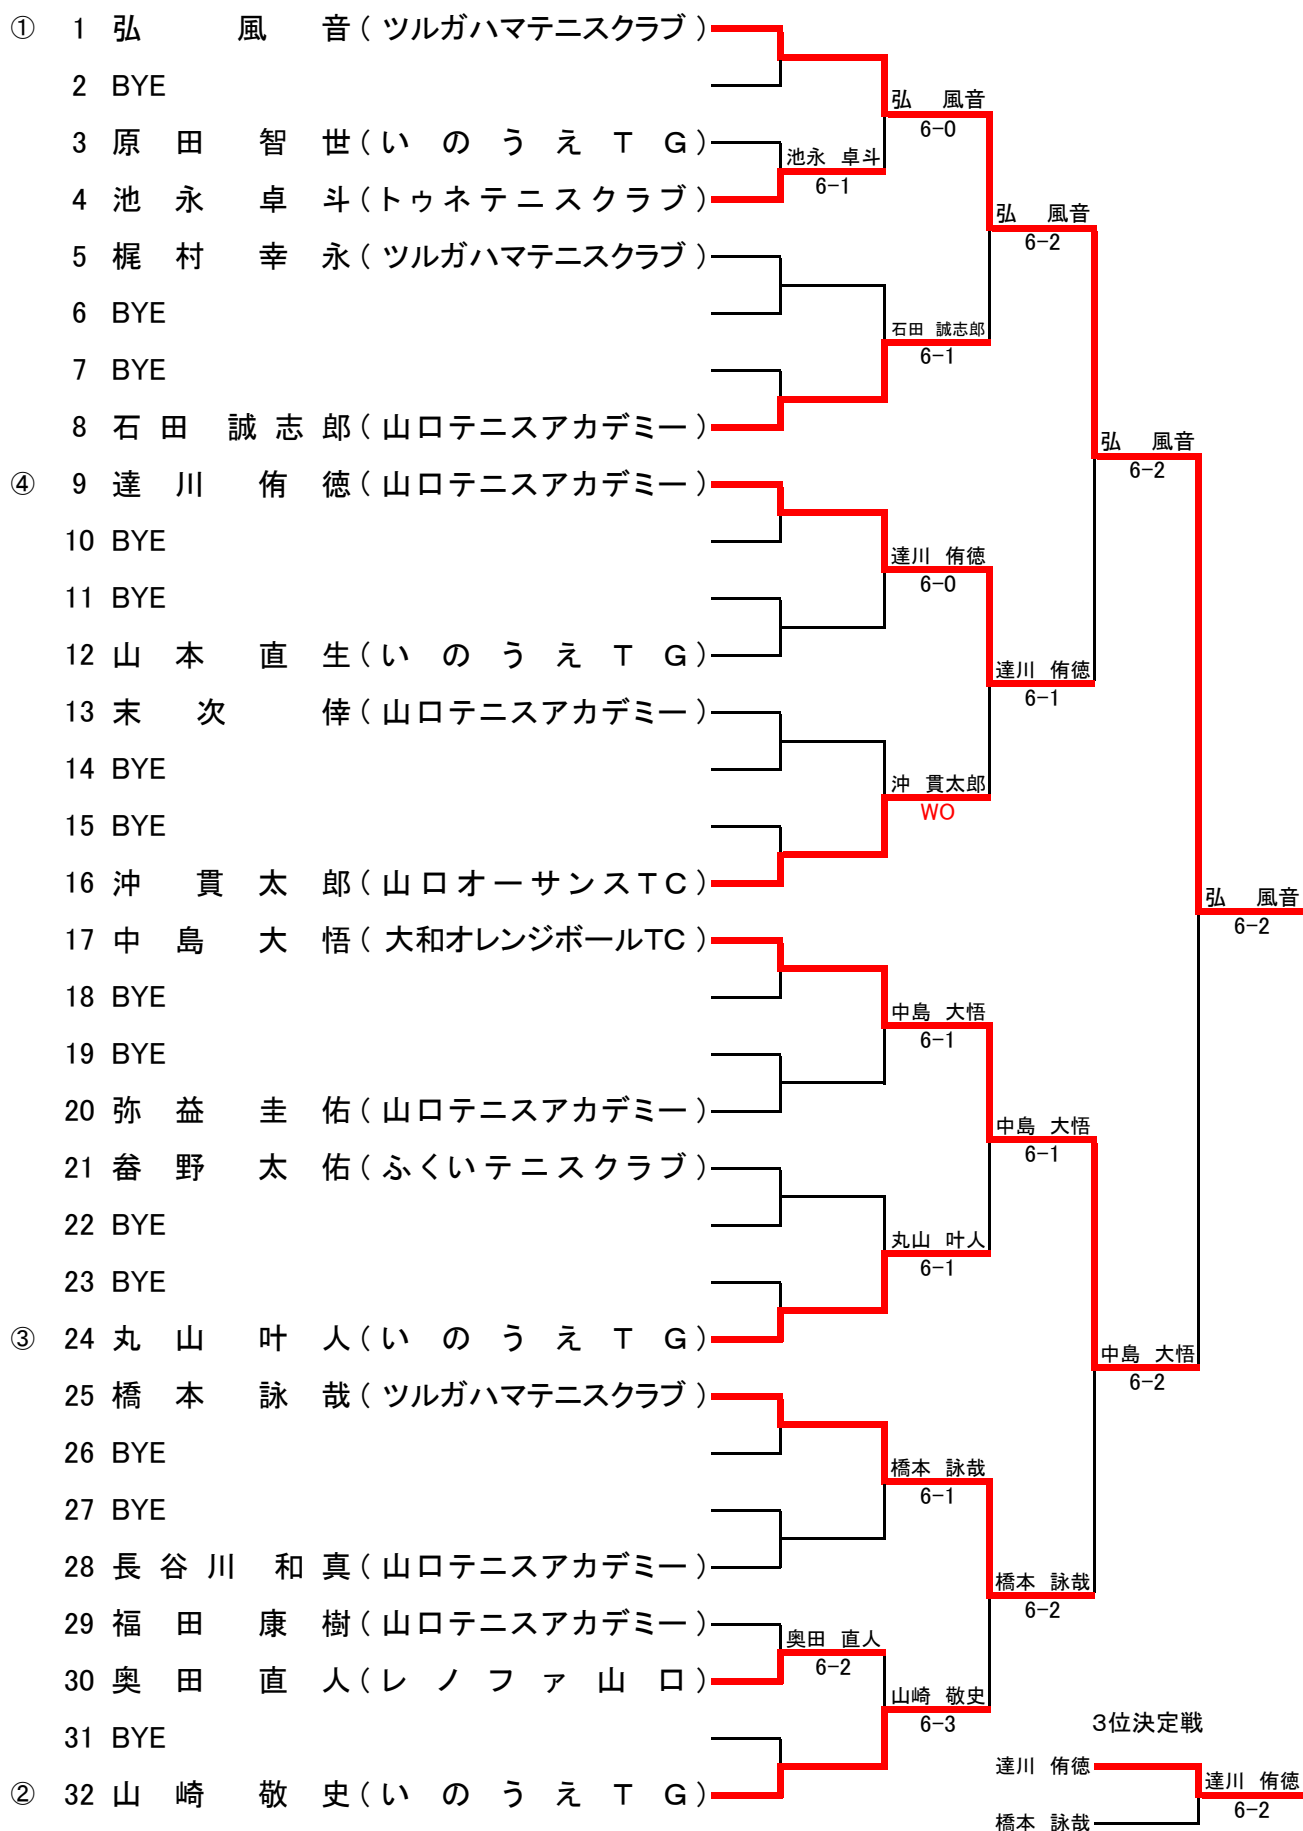 ① 1 弘 風 音 ( ツルガハマテニスクラブ )
2 BYE
弘 風音
6-0
3 原 田 智 世 ( い の う え T G )
池永 卓斗
6-1
4 池 永 卓 斗 ( トゥネテニスクラブ )
弘 風音
6-2
5 梶 村 幸 永 ( ツルガハマテニスクラブ )
6 BYE
石田 誠志郎
6-1
7 BYE
8 石 田 誠 志 郎 ( 山口テニスアカデミー )
弘 風音
6-2
④ 9 達 川 侑 徳 ( 山口テニスアカデミー )
10 BYE
達川 侑徳
6-0
11 BYE
12 山 本 直 生 ( い の う え T G )
達川 侑徳
6-1
13 末 次 倖 ( 山口テニスアカデミー )
14 BYE
沖 貫太郎
WO
15 BYE
16 沖 貫 太 郎 ( 山口オーサンスTC )
弘 風音
6-2
17 中 島 大 悟 ( 大和オレンジボールTC )
18 BYE
中島 大悟
6-1
19 BYE
20 弥 益 圭 佑 ( 山口テニスアカデミー )
中島 大悟
6-1
21 畨 野 太 佑 ( ふくいテニスクラブ )
22 BYE
丸山 叶人
6-1
23 BYE
③ 24 丸 山 叶 人 ( い の う え T G )
中島 大悟
6-2
25 橋 本 詠 哉 ( ツルガハマテニスクラブ )
26 BYE
橋本 詠哉
6-1
27 BYE
28 長 谷 川 和 真 ( 山口テニスアカデミー )
橋本 詠哉
6-2
29 福 田 康 樹 ( 山口テニスアカデミー )
奥田 直人
6-2
30 奥 田 直 人 ( レ ノ フ ァ 山 口 )
山崎 敬史
6-3
31 BYE
② 32 山 崎 敬 史 ( い の う え T G )
3位決定戦
達川 侑徳
達川 侑徳
6-2
橋本 詠哉